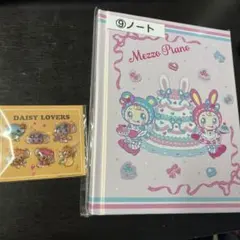 ⑨ノート
Mezzo Piano
DAISY LOVERS